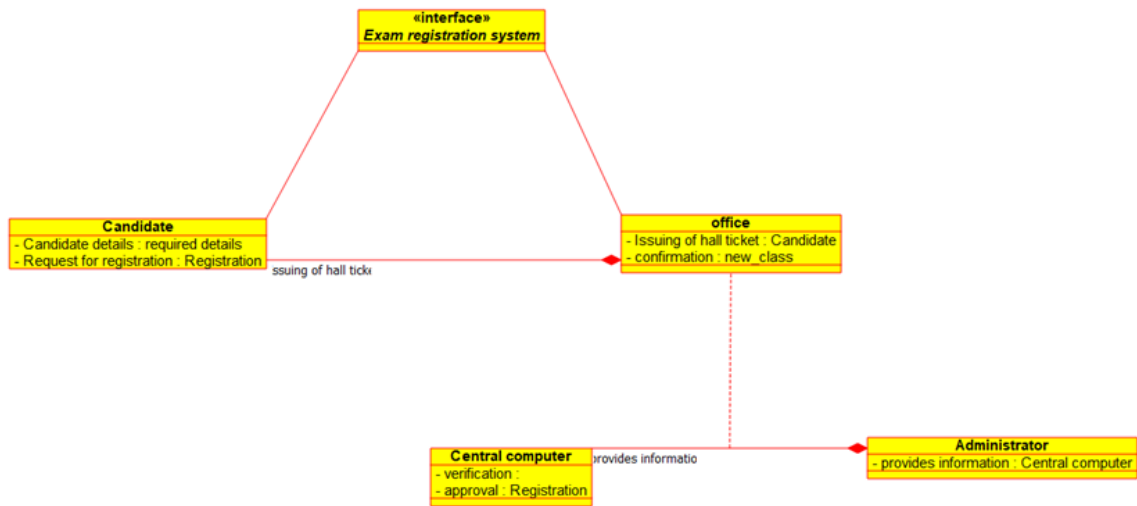 «interface»
Exam registration system
Candidate
- Candidate details : required details
- Request for registration : Registration
office
- Issuing of hall ticket : Candidate
- confirmation : new_class
ssuing of hall ticke
Central computer
- verification :
- approval : Registration
provides informatio
Administrator
- provides information : Central computer